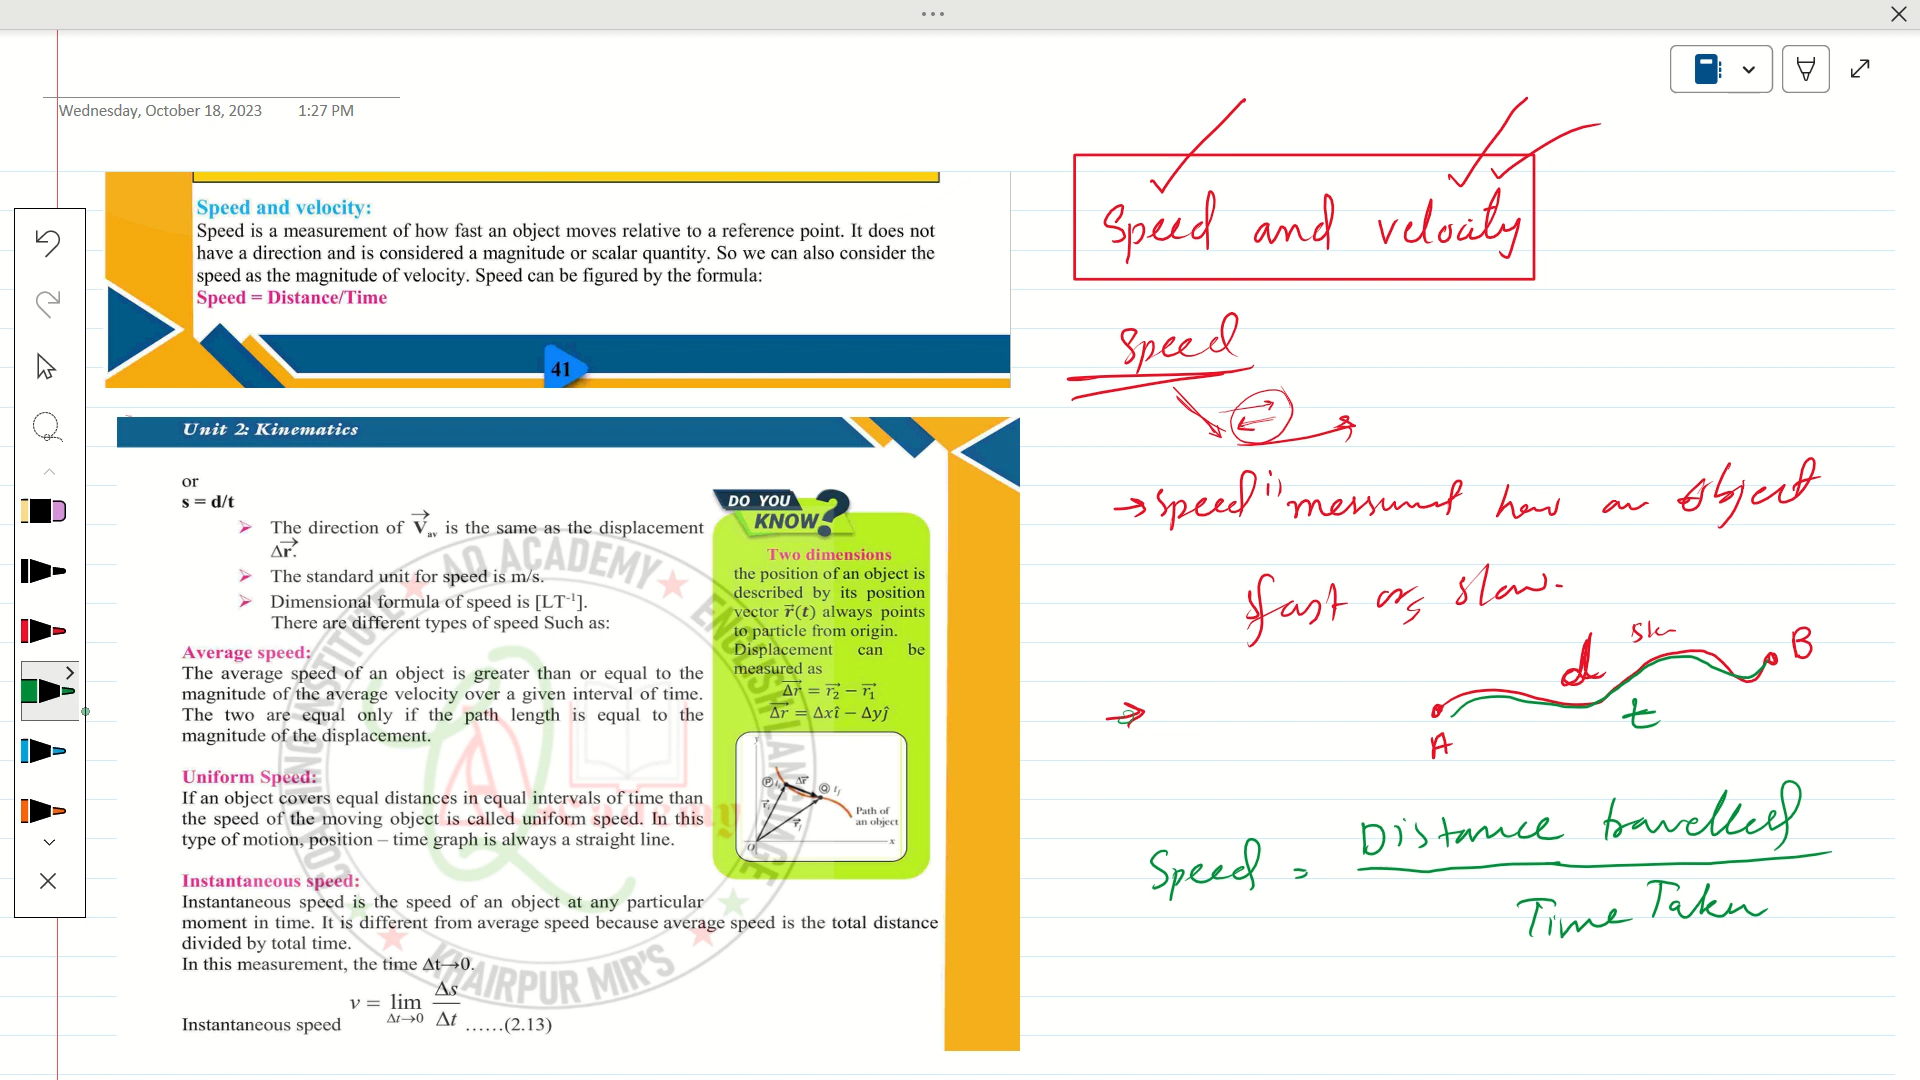 Wednesday, October 18, 2023 1:27 PM
Speed and velocity:
Speed is a measurement of how fast an object moves relative to a reference point. It does not
have a direction and is considered a magnitude or scalar quantity. So we can also consider the
speed as the magnitude of velocity. Speed can be figured by the formula:
Speed = Distance/Time
41
Unit 2: Kinematics
or
s = d/t
➢ The direction of V⃗av is the same as the displacement
Δr⃗.
➢ The standard unit for speed is m/s.
➢ Dimensional formula of speed is [LT⁻¹].
There are different types of speed Such as:
Average speed:
The average speed of an object is greater than or equal to the
magnitude of the average velocity over a given interval of time.
The two are equal only if the path length is equal to the
magnitude of the displacement.
Uniform Speed:
If an object covers equal distances in equal intervals of time than
the speed of the moving object is called uniform speed. In this
type of motion, position – time graph is always a straight line.
Instantaneous speed:
Instantaneous speed is the speed of an object at any particular
moment in time. It is different from average speed because average speed is the total distance
divided by total time.
In this measurement, the time Δt→0.
Instantaneous speed v = lim Δt→0 Δs/Δt ......(2.13)
DO YOU
KNOW?
Two dimensions
the position of an object is
described by its position
vector r⃗(t) always points
to particle from origin.
Displacement can be
measured as
Δr⃗ = r⃗₂ − r⃗₁
Δr⃗ = Δxî − Δyĵ
y
P Δr⃗ Q
Path of
an object
O x
AD ACADEMY
ENGLISH LANGUAGE
COACHING INSTITUTE
KHAIRPUR MIR'S
Speed and velocity
Speed
→ speed is how an object
fast or slow.
d
B
→ t
A
Speed = Distance travelled
Time Taken